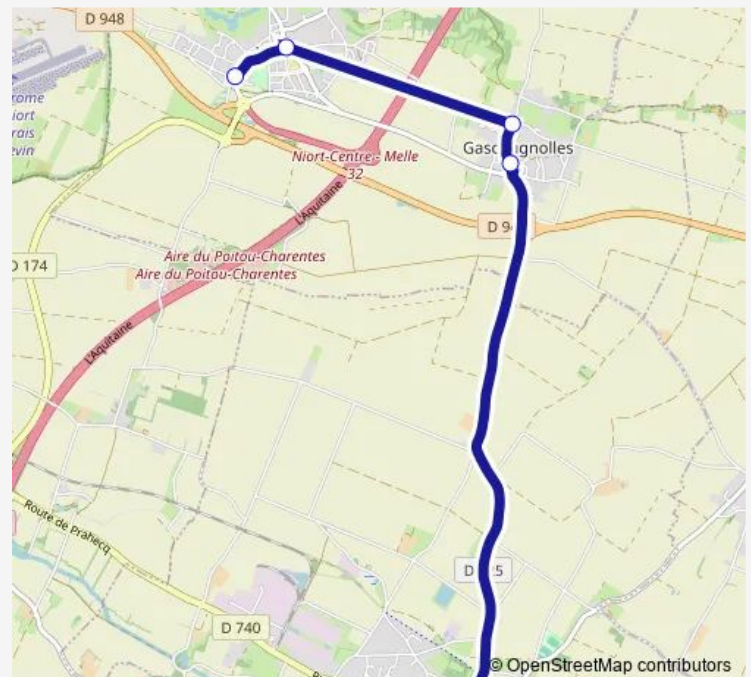 D 948
Niort-Centre - Melle
32
L'Aquitaine
D 174
Aire du Poitou-Charentes
Aire du Poitou-Charentes
L'Aquitaine
Route de Prahecq
D 740
© OpenStreetMap contributors